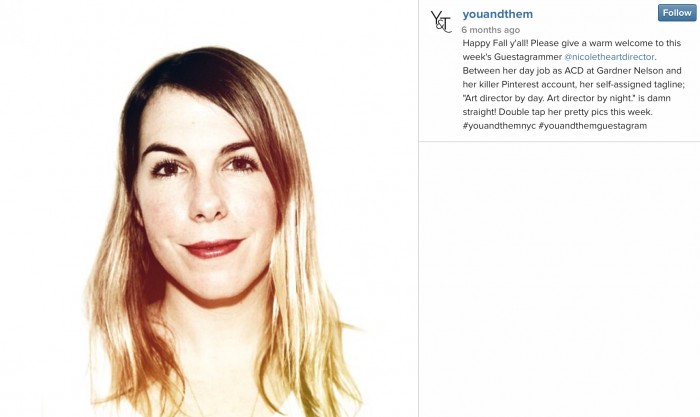 Y&T
youandthem
Follow
6 months ago
Happy Fall y'all! Please give a warm welcome to this
week's Guestagrammer @nicoletheartdirector.
Between her day job as ACD at Gardner Nelson and
her killer Pinterest account, her self-assigned tagline;
"Art director by day. Art director by night." is damn
straight! Double tap her pretty pics this week.
#youandthemnyc #youandthemguestagram